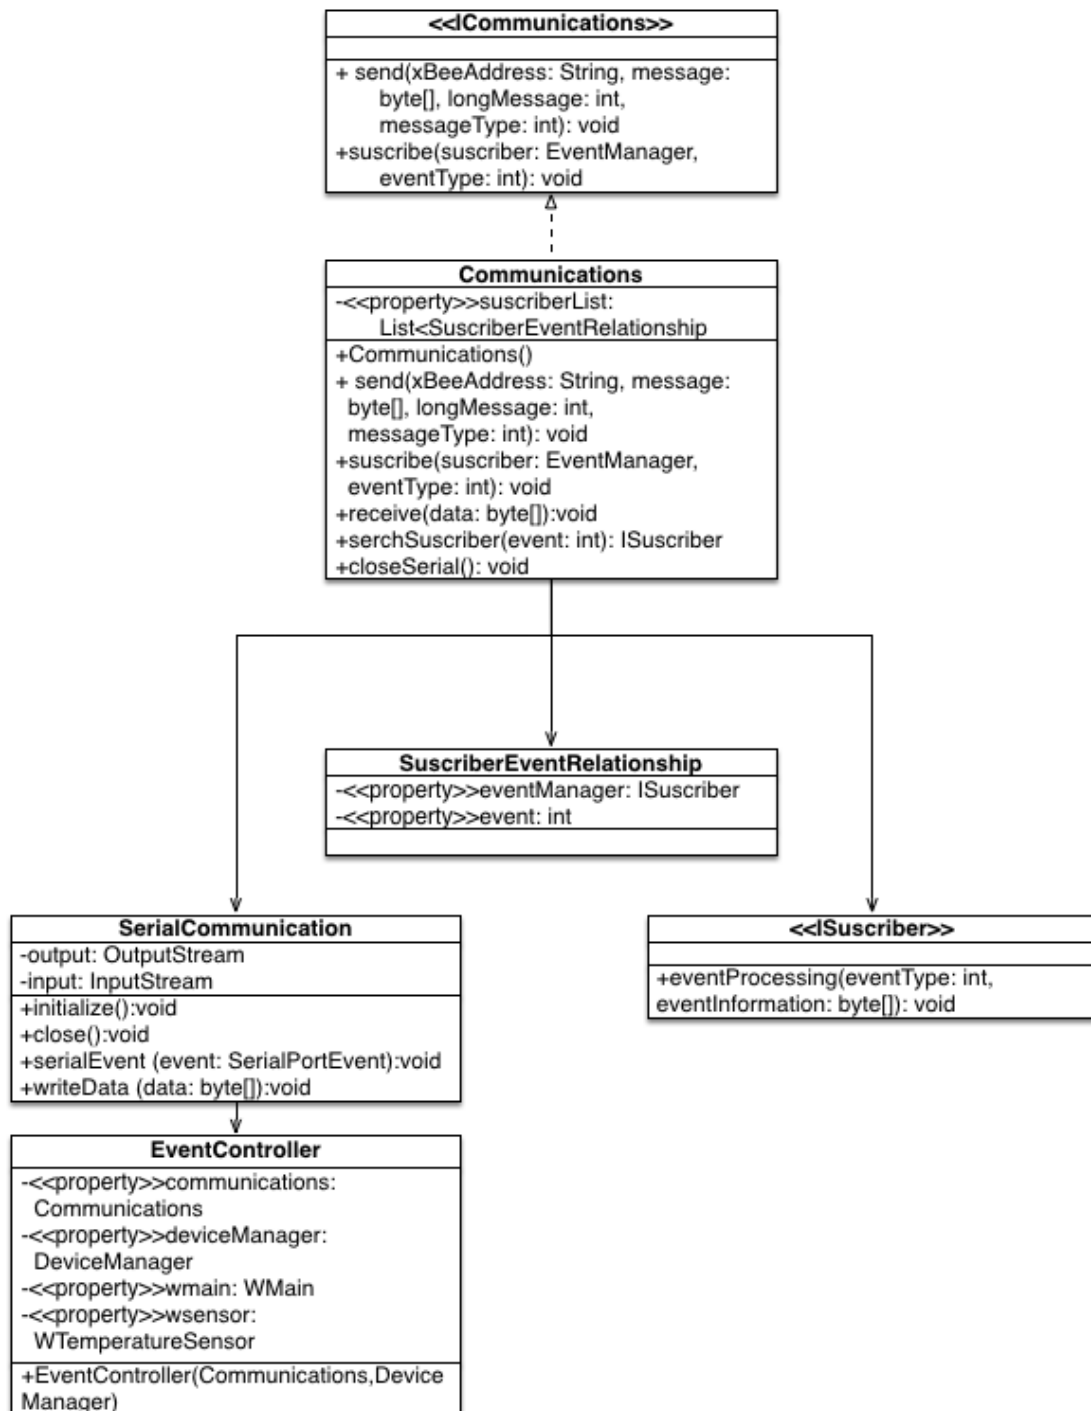 <<ICommunications>>
+ send(xBeeAddress: String, message:
byte[], longMessage: int,
messageType: int): void
+suscribe(suscriber: EventManager,
eventType: int): void
Communications
-<<property>>suscriberList:
List<SuscriberEventRelationship
+Communications()
+ send(xBeeAddress: String, message:
byte[], longMessage: int,
messageType: int): void
+suscribe(suscriber: EventManager,
eventType: int): void
+receive(data: byte[]):void
+serchSuscriber(event: int): ISuscriber
+closeSerial(): void
SuscriberEventRelationship
-<<property>>eventManager: ISuscriber
-<<property>>event: int
SerialCommunication
-output: OutputStream
-input: InputStream
+initialize():void
+close():void
+serialEvent (event: SerialPortEvent):void
+writeData (data: byte[]):void
<<ISuscriber>>
+eventProcessing(eventType: int,
eventInformation: byte[]): void
EventController
-<<property>>communications:
Communications
-<<property>>deviceManager:
DeviceManager
-<<property>>wmain: WMain
-<<property>>wsensor:
WTemperatureSensor
+EventController(Communications,Device
Manager)